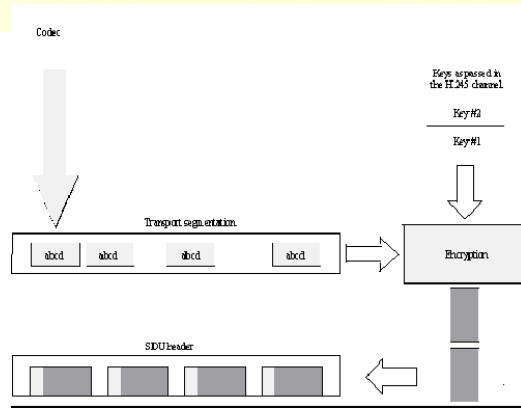 Codec
Keys as passed in
the H.245 channel
Key#2
Key#1
Transport segmentation
abcd abcd abcd abcd
Encryption
SDU header